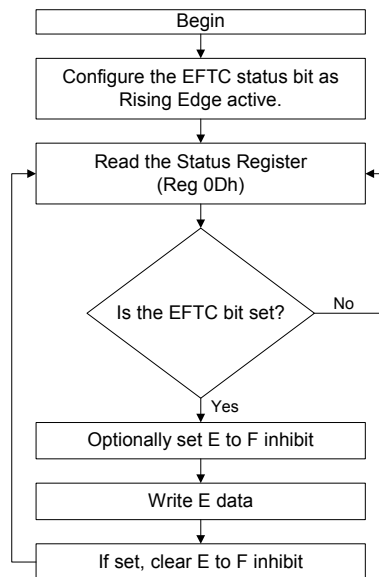 Begin
Configure the EFTC status bit as
Rising Edge active.
Read the Status Register
(Reg 0Dh)
Is the EFTC bit set?
No
Yes
Optionally set E to F inhibit
Write E data
If set, clear E to F inhibit